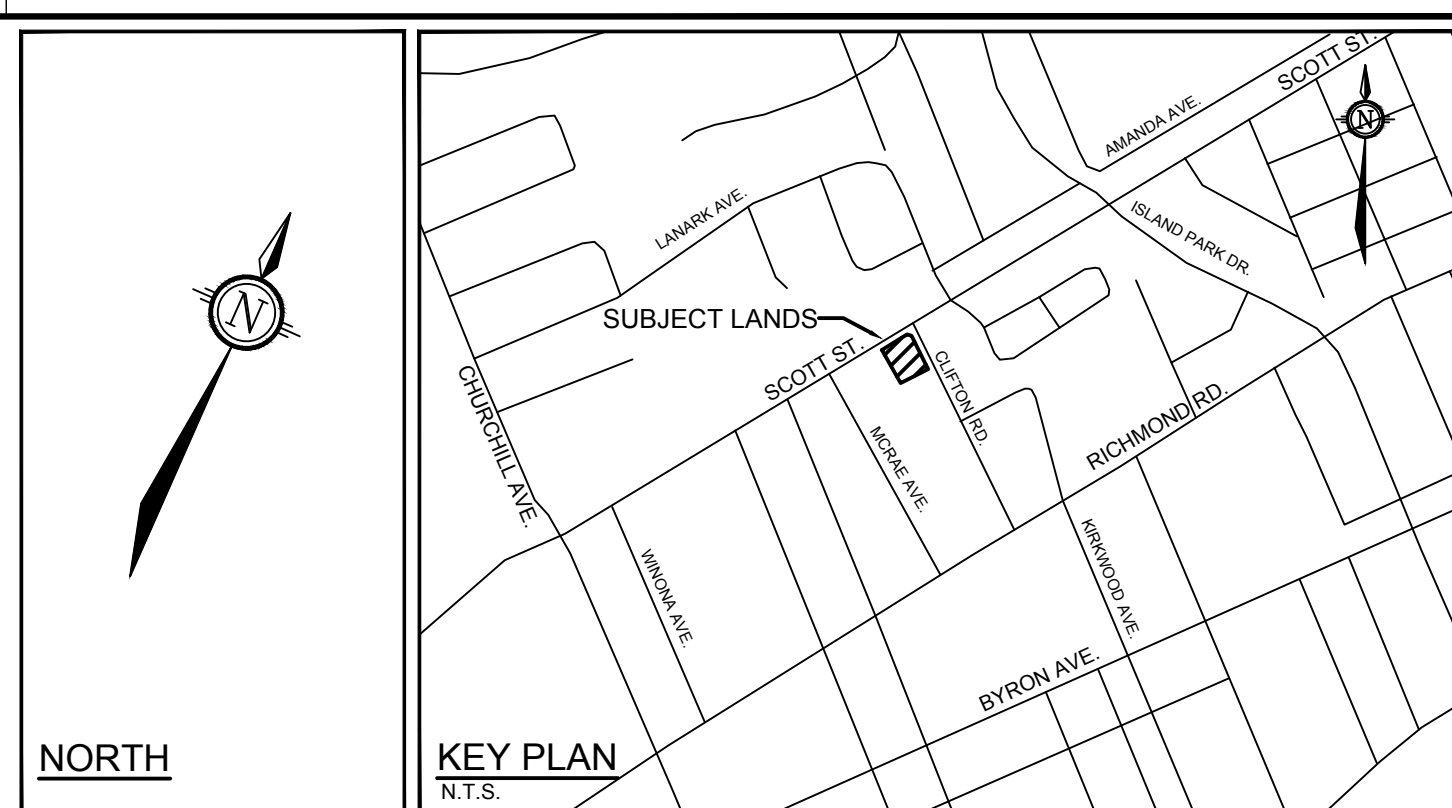 N
NORTH
SCOTT ST.
AMANDA AVE.
N
ISLAND PARK DR.
LANARK AVE.
SUBJECT LANDS
SCOTT ST.
CLIFTON RD.
CHURCHILL AVE.
MCRAE AVE.
RICHMOND RD.
WINONA AVE.
KIRKWOOD AVE.
BYRON AVE.
KEY PLAN
N.T.S.